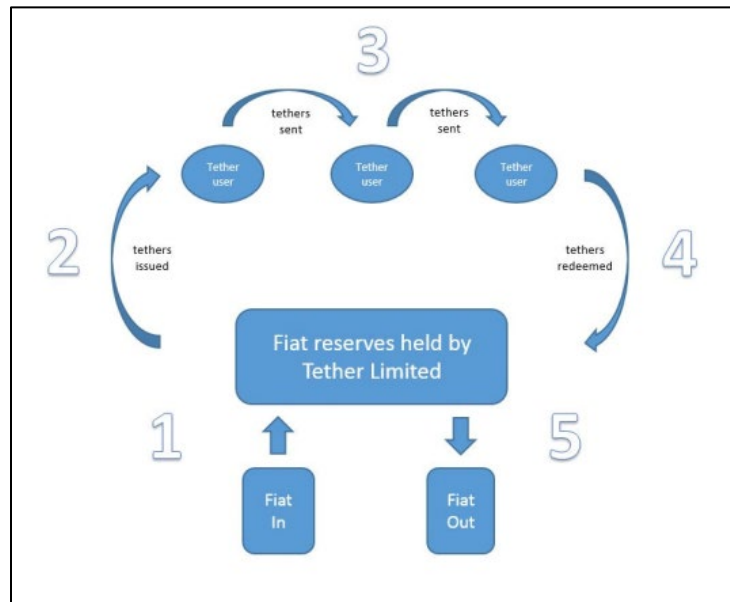 3
tethers
sent
tethers
sent
Tether
user
Tether
user
Tether
user
2
tethers
issued
tethers
redeemed
4
Fiat reserves held by
Tether Limited
1
5
Fiat
In
Fiat
Out